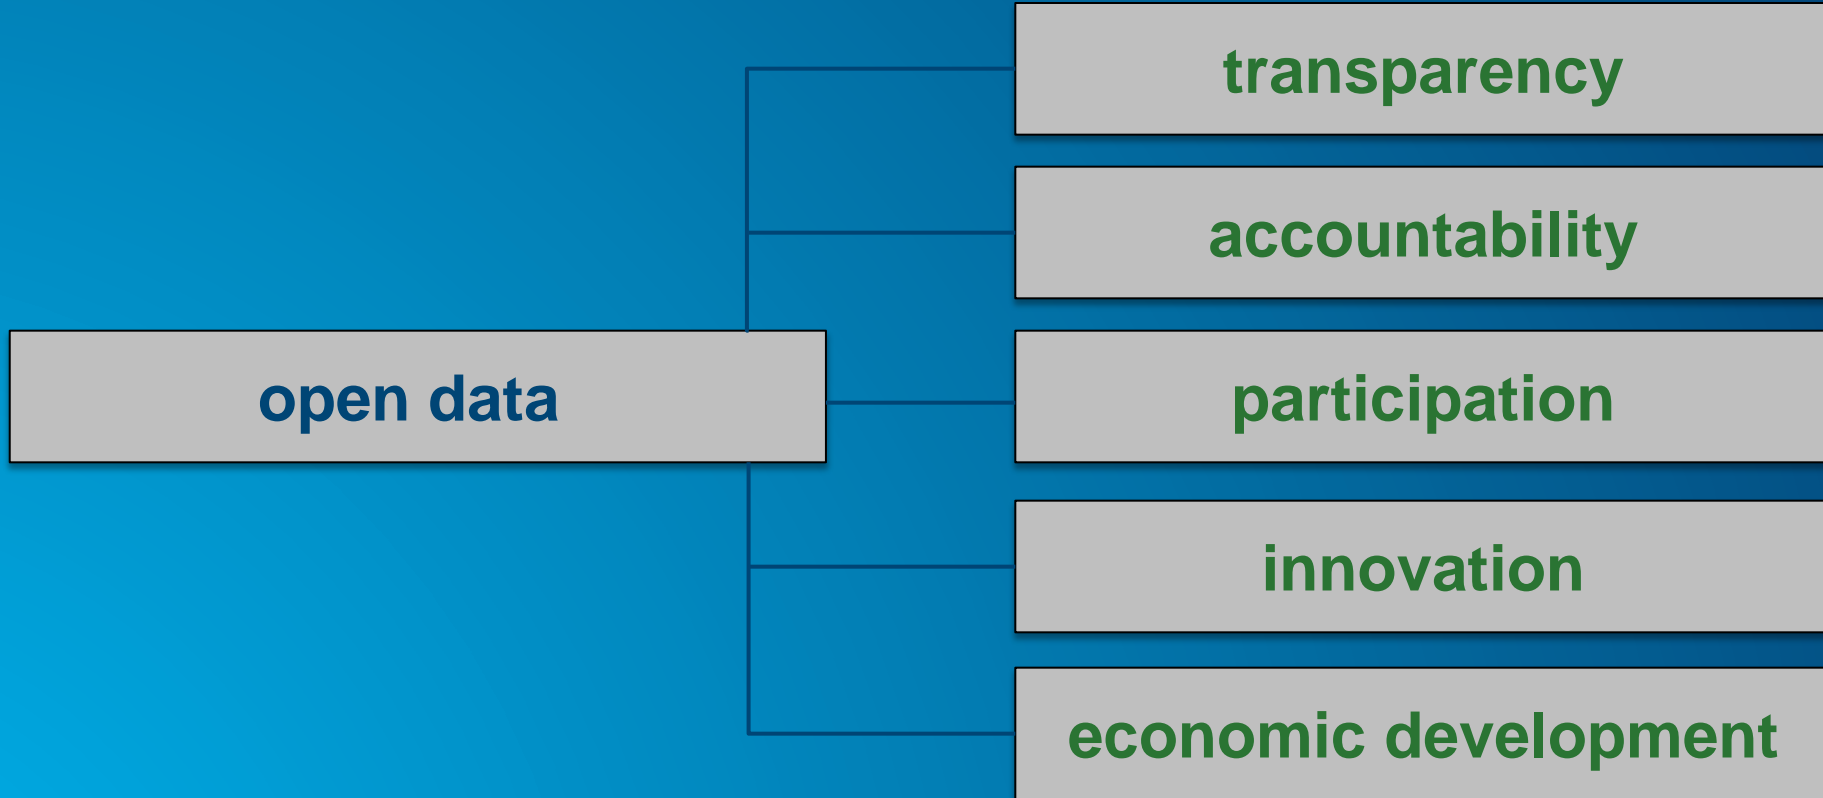 open data
transparency
accountability
participation
innovation
economic development